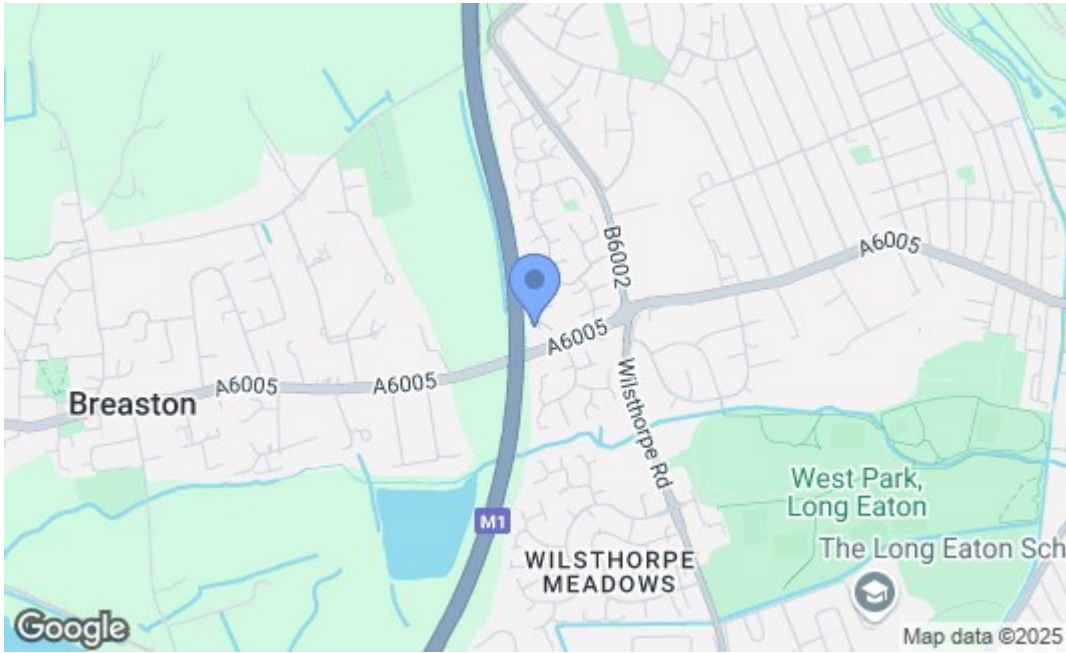 B6002
A6005
A6005
A6005
A6005
Breaston
Wilsthorpe Rd
West Park,
Long Eaton
M1
WILSTHORPE
MEADOWS
The Long Eaton Sch
Google
Map data ©2025